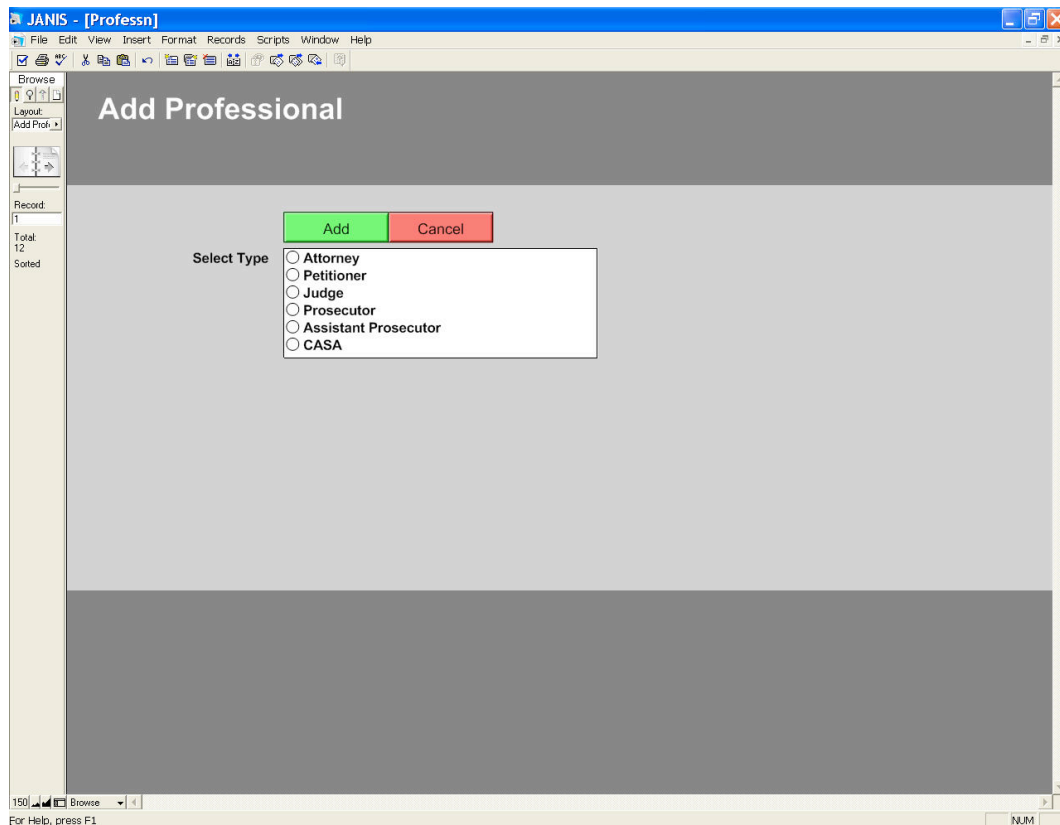 JANIS - [Professn]
File Edit View Insert Format Records Scripts Window Help
Browse
Layout:
Add Prof
Record:
1
Total:
12
Sorted
Add Professional
Add Cancel
Select Type
Attorney
Petitioner
Judge
Prosecutor
Assistant Prosecutor
CASA
150 Browse
For Help, press F1
NUM